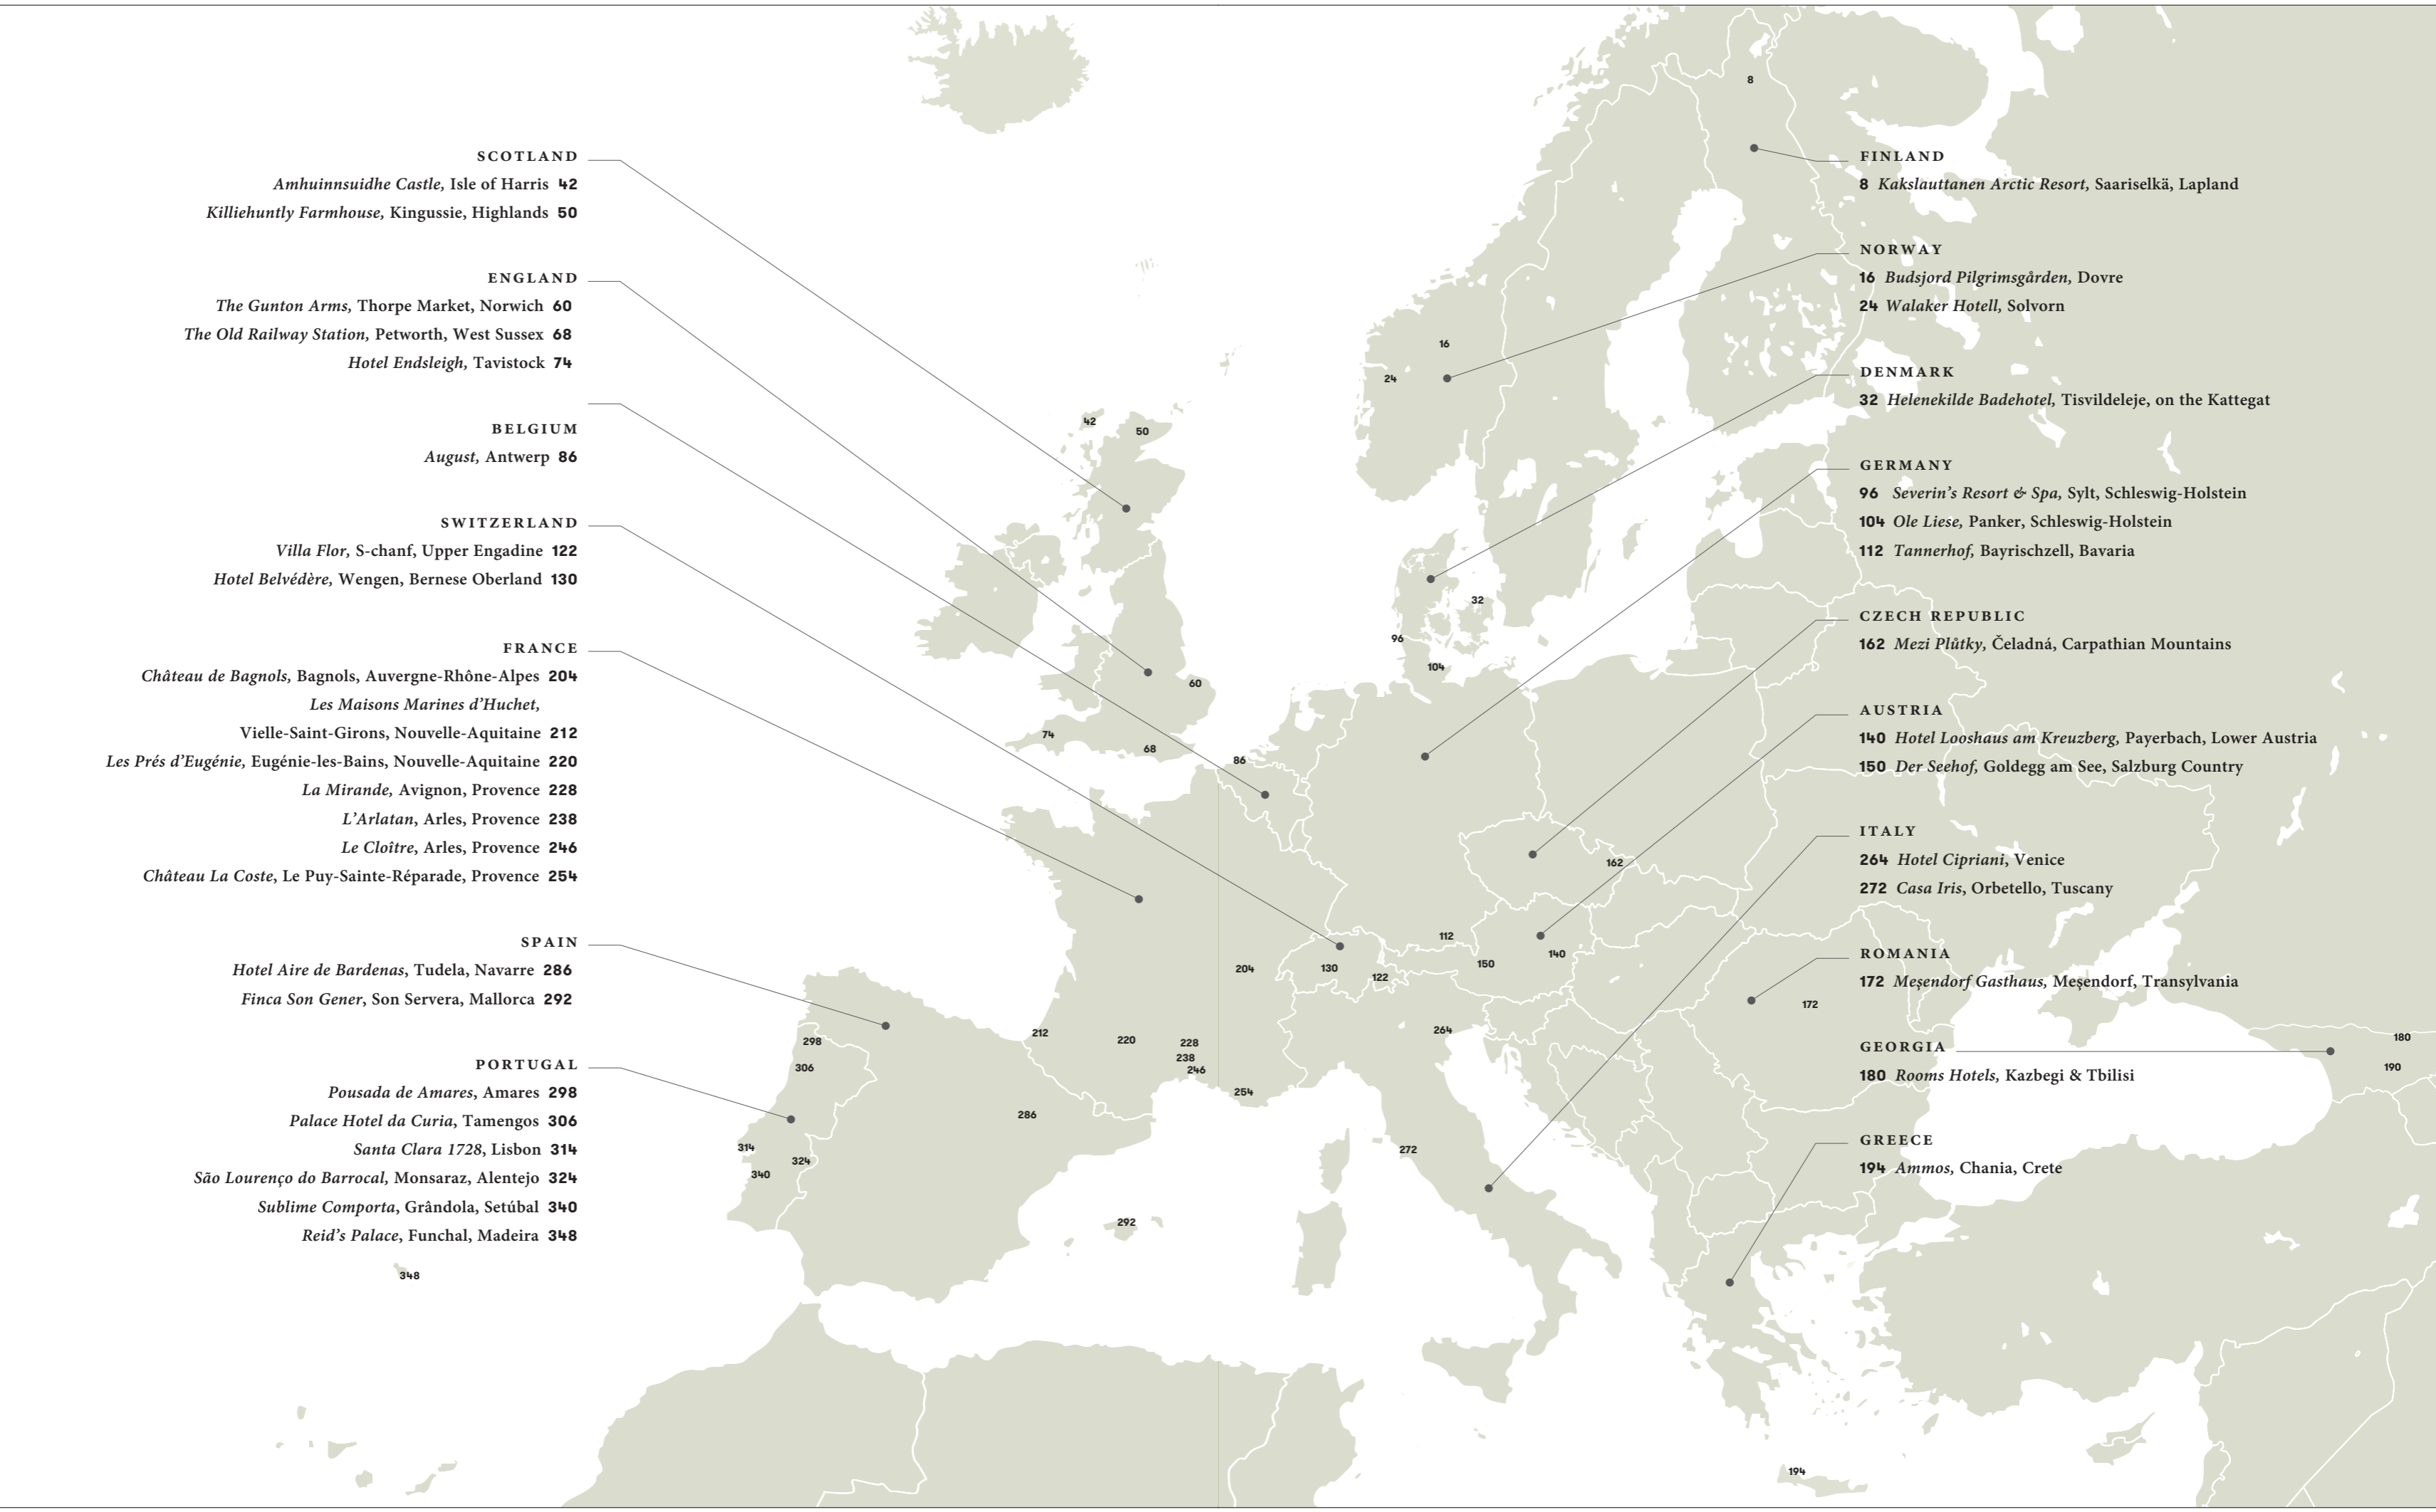 SCOTLAND
Amhuinnsuidhe Castle, Isle of Harris 42
Killiehuntly Farmhouse, Kingussie, Highlands 50
ENGLAND
The Gunton Arms, Thorpe Market, Norwich 60
The Old Railway Station, Petworth, West Sussex 68
Hotel Endsleigh, Tavistock 74
BELGIUM
August, Antwerp 86
SWITZERLAND
Villa Flor, S-chanf, Upper Engadine 122
Hotel Belvédère, Wengen, Bernese Oberland 130
FRANCE
Château de Bagnols, Bagnols, Auvergne-Rhône-Alpes 204
Les Maisons Marines d'Huchet,
Vielle-Saint-Girons, Nouvelle-Aquitaine 212
Les Prés d'Eugénie, Eugénie-les-Bains, Nouvelle-Aquitaine 220
La Mirande, Avignon, Provence 228
L'Arlatan, Arles, Provence 238
Le Cloître, Arles, Provence 246
Château La Coste, Le Puy-Sainte-Réparade, Provence 254
SPAIN
Hotel Aire de Bardenas, Tudela, Navarre 286
Finca Son Gener, Son Servera, Mallorca 292
PORTUGAL
Pousada de Amares, Amares 298
Palace Hotel da Curia, Tamengos 306
Santa Clara 1728, Lisbon 314
São Lourenço do Barrocal, Monsaraz, Alentejo 324
Sublime Comporta, Grândola, Setúbal 340
Reid's Palace, Funchal, Madeira 348
348
8
16
24
42
50
32
96
104
60
74
68
86
162
112
140
150
204
130
122
172
212
220
228
238
246
264
298
306
254
286
180
190
314
324
340
272
292
194
FINLAND
8 Kakslauttanen Arctic Resort, Saariselkä, Lapland
NORWAY
16 Budsjord Pilgrimsgården, Dovre
24 Walaker Hotell, Solvorn
DENMARK
32 Helenekilde Badehotel, Tisvildeleje, on the Kattegat
GERMANY
96 Severin's Resort & Spa, Sylt, Schleswig-Holstein
104 Ole Liese, Panker, Schleswig-Holstein
112 Tannerhof, Bayrischzell, Bavaria
CZECH REPUBLIC
162 Mezi Plůtky, Čeladná, Carpathian Mountains
AUSTRIA
140 Hotel Looshaus am Kreuzberg, Payerbach, Lower Austria
150 Der Seehof, Goldegg am See, Salzburg Country
ITALY
264 Hotel Cipriani, Venice
272 Casa Iris, Orbetello, Tuscany
ROMANIA
172 Meşendorf Gasthaus, Meşendorf, Transylvania
GEORGIA
180 Rooms Hotels, Kazbegi & Tbilisi
GREECE
194 Ammos, Chania, Crete